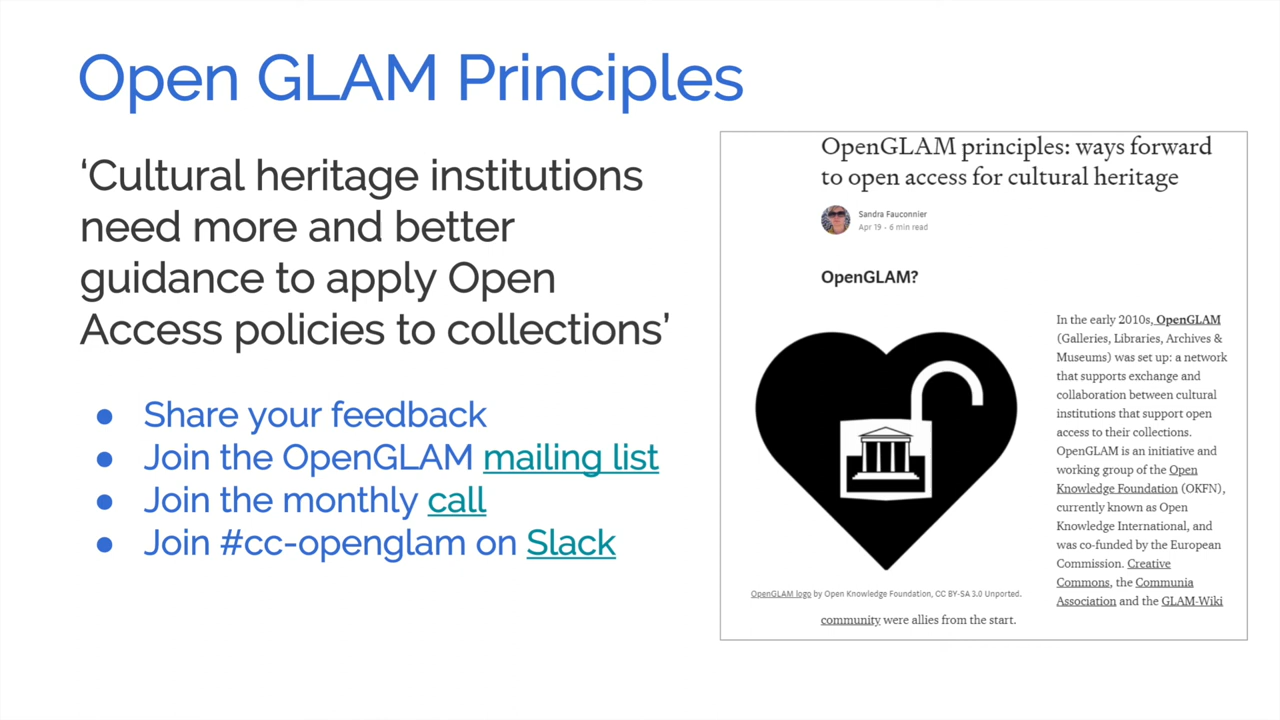 Open GLAM Principles
‘Cultural heritage institutions
need more and better
guidance to apply Open
Access policies to collections’
● Share your feedback
● Join the OpenGLAM mailing list
● Join the monthly call
● Join #cc-openglam on Slack
OpenGLAM principles: ways forward
to open access for cultural heritage
Sandra Fauconnier
Apr 19 · 6 min read
OpenGLAM?
In the early 2010s, OpenGLAM
(Galleries, Libraries, Archives &
Museums) was set up: a network
that supports exchange and
collaboration between cultural
institutions that support open
access to their collections.
OpenGLAM is an initiative and
working group of the Open
Knowledge Foundation (OKFN),
currently known as Open
Knowledge International, and
was co-funded by the European
Commission. Creative
Commons, the Communia
Association and the GLAM-Wiki
OpenGLAM logo by Open Knowledge Foundation, CC BY-SA 3.0 Unported.
community were allies from the start.